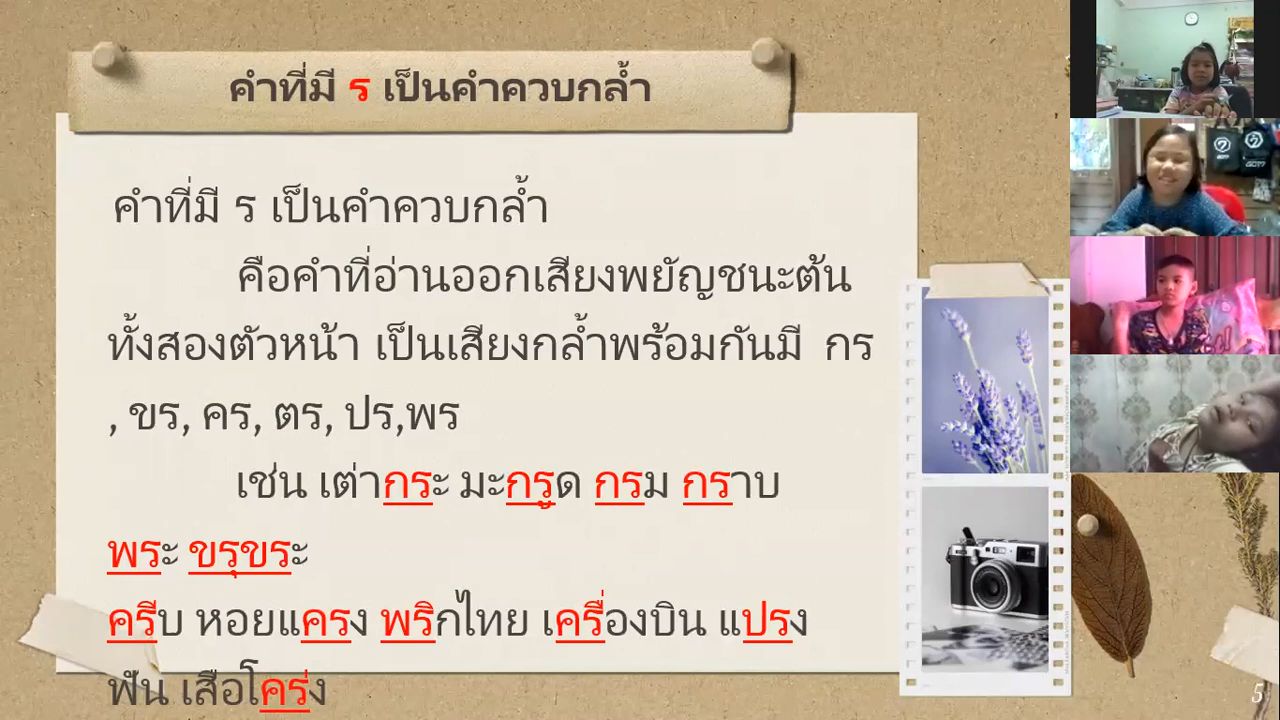 คำที่มี ร เป็นคำควบกล้ำ
คำที่มี ร เป็นคำควบกล้ำ
คือคำที่อ่านออกเสียงพยัญชนะต้น
ทั้งสองตัวหน้า เป็นเสียงกล้ำพร้อมกันมี กร
, ขร, คร, ตร, ปร,พร
เช่น เต่ากระ มะกรูด กรม กราบ
พระ ขรุขระ
ครีบ หอยแครง พริกไทย เครื่องบิน แปรง
ฟัน เสือโคร่ง
5